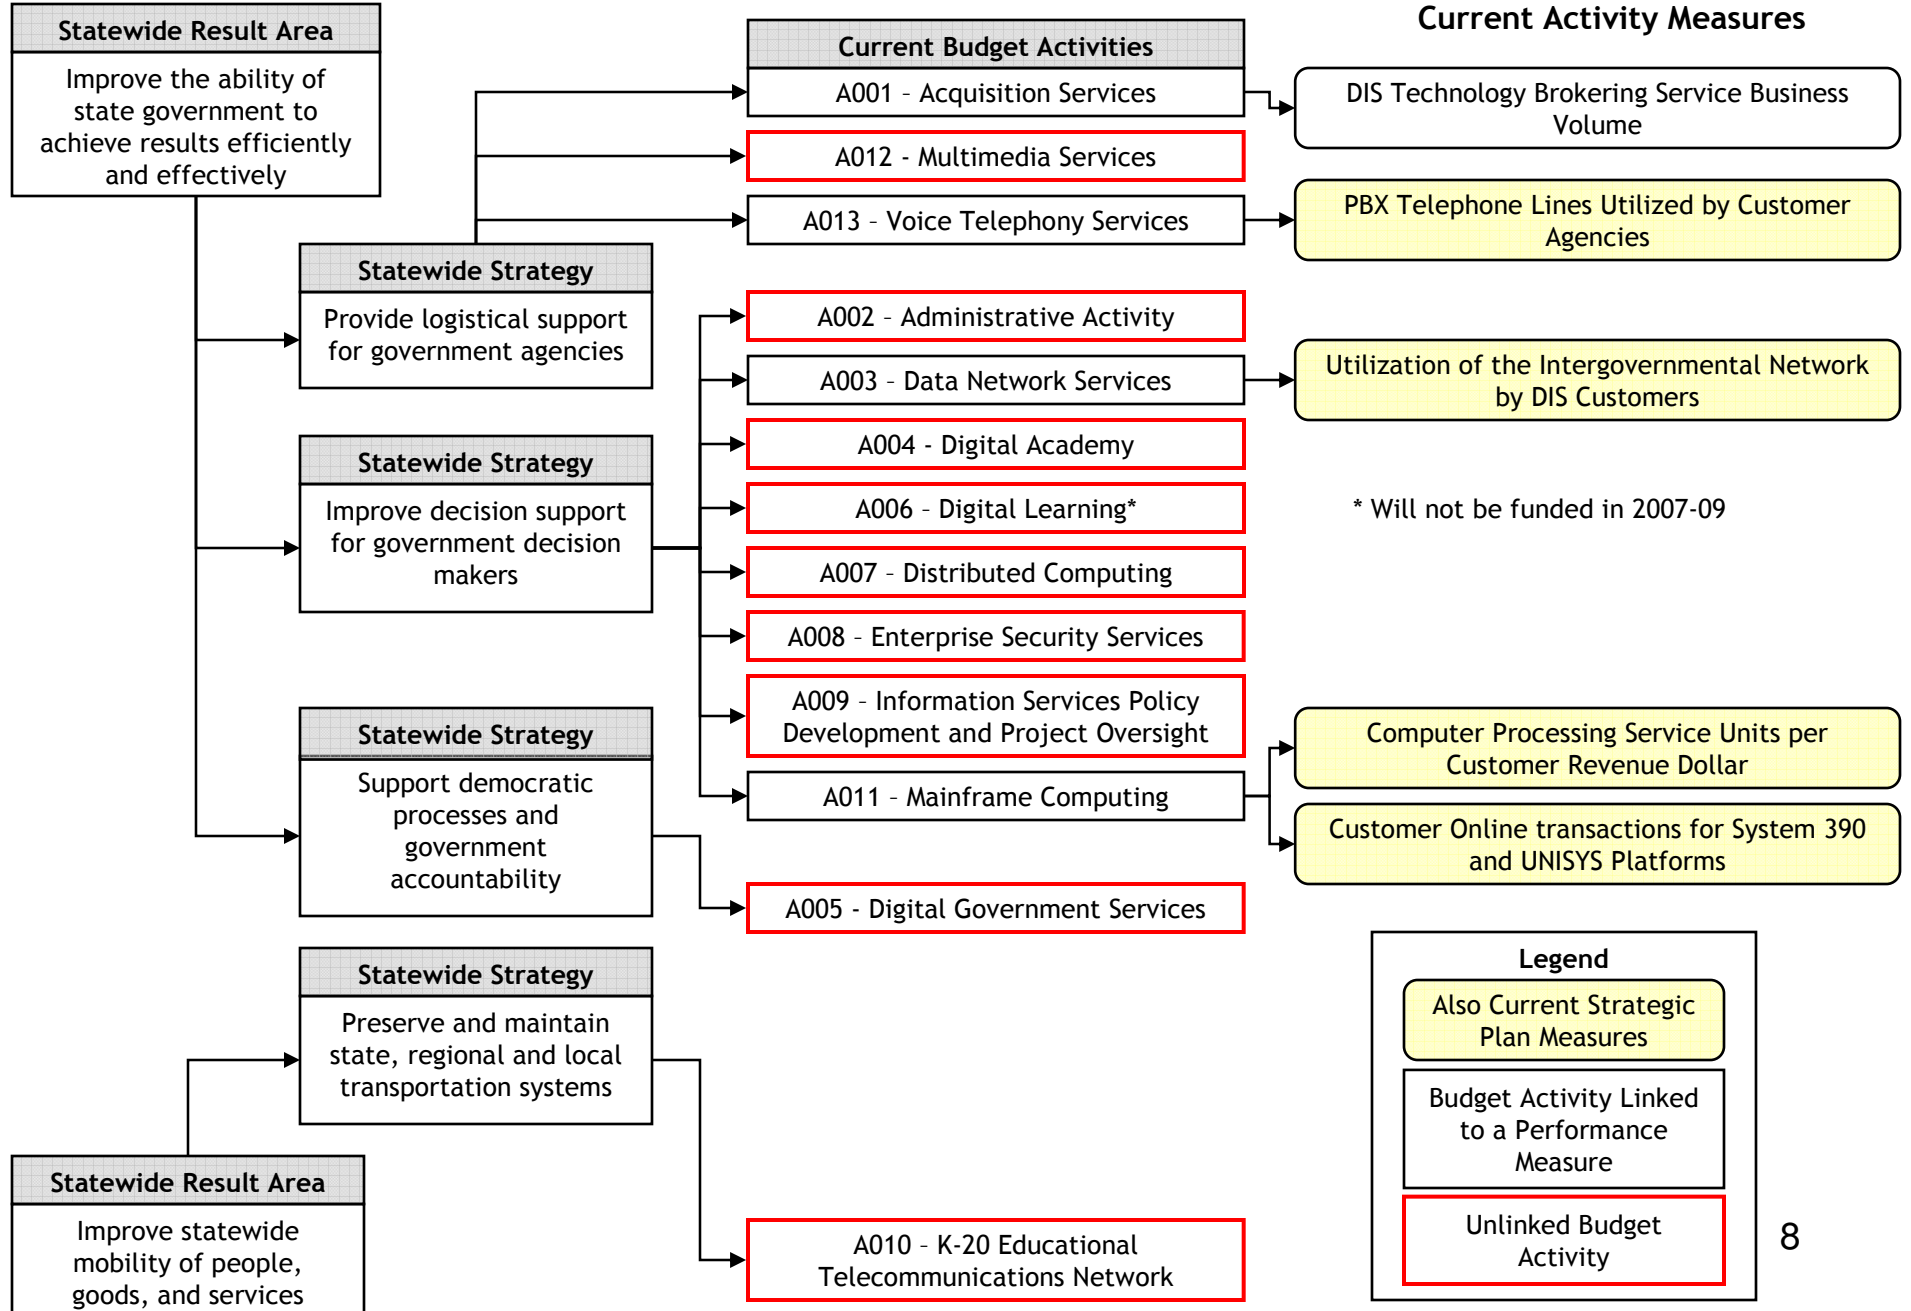 Statewide Result Area
Improve the ability of
state government to
achieve results efficiently
and effectively
Statewide Strategy
Provide logistical support
for government agencies
Statewide Strategy
Improve decision support
for government decision
makers
Statewide Strategy
Support democratic
processes and
government
accountability
Statewide Strategy
Preserve and maintain
state, regional and local
transportation systems
Statewide Result Area
Improve statewide
mobility of people,
goods, and services
Current Budget Activities
A001 – Acquisition Services
A012 - Multimedia Services
A013 – Voice Telephony Services
A002 – Administrative Activity
A003 – Data Network Services
A004 - Digital Academy
A006 – Digital Learning*
A007 – Distributed Computing
A008 – Enterprise Security Services
A009 – Information Services Policy
Development and Project Oversight
A011 – Mainframe Computing
A005 - Digital Government Services
A010 – K-20 Educational
Telecommunications Network
Current Activity Measures
DIS Technology Brokering Service Business
Volume
PBX Telephone Lines Utilized by Customer
Agencies
Utilization of the Intergovernmental Network
by DIS Customers
* Will not be funded in 2007-09
Computer Processing Service Units per
Customer Revenue Dollar
Customer Online transactions for System 390
and UNISYS Platforms
Legend
Also Current Strategic
Plan Measures
Budget Activity Linked
to a Performance
Measure
Unlinked Budget
Activity
8